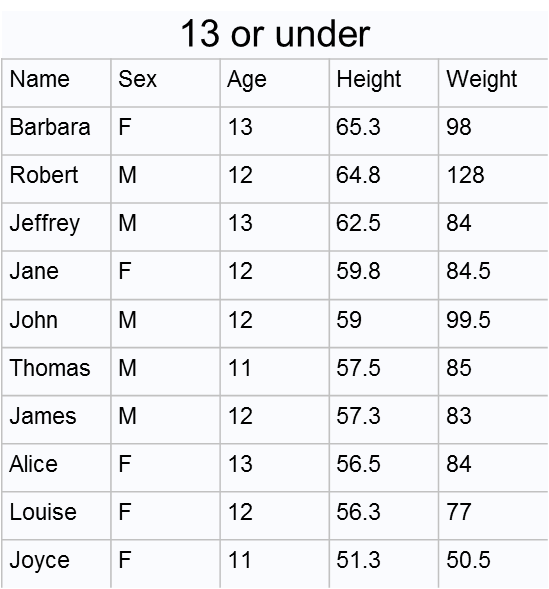 13 or under
Name Sex Age Height Weight
Barbara F 13 65.3 98
Robert M 12 64.8 128
Jeffrey M 13 62.5 84
Jane F 12 59.8 84.5
John M 12 59 99.5
Thomas M 11 57.5 85
James M 12 57.3 83
Alice F 13 56.5 84
Louise F 12 56.3 77
Joyce F 11 51.3 50.5